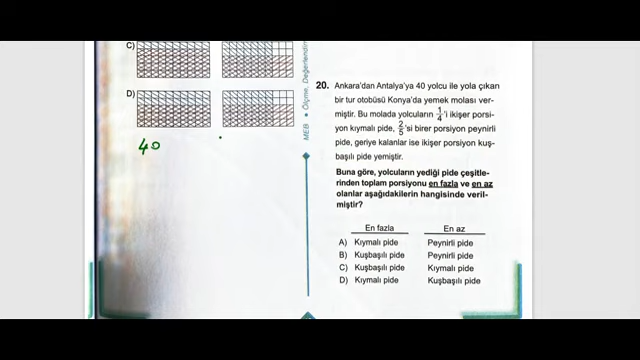 C)
D)
40
MEB • Ölçme, Değerlendirm
20. Ankara'dan Antalya'ya 40 yolcu ile yola çıkan
bir tur otobüsü Konya'da yemek molası ver-
miştir. Bu molada yolcuların 1/4'i ikişer porsi-
yon kıymalı pide, 2/5'si birer porsiyon peynirli
pide, geriye kalanlar ise ikişer porsiyon kuş-
başılı pide yemiştir.
Buna göre, yolcuların yediği pide çeşitle-
rinden toplam porsiyonu en fazla ve en az
olanlar aşağıdakilerin hangisinde veril-
miştir?
En fazla En az
A) Kıymalı pide Peynirli pide
B) Kuşbaşılı pide Peynirli pide
C) Kuşbaşılı pide Kıymalı pide
D) Kıymalı pide Kuşbaşılı pide